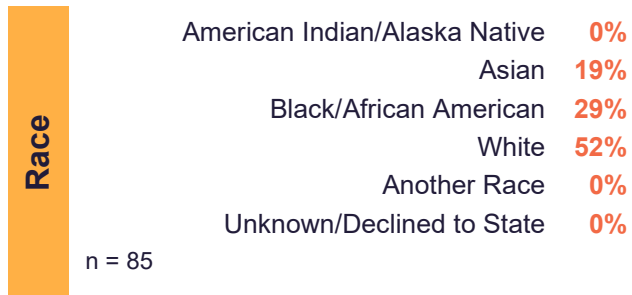 Race
American Indian/Alaska Native 0%
Asian 19%
Black/African American 29%
White 52%
Another Race 0%
Unknown/Declined to State 0%
n = 85